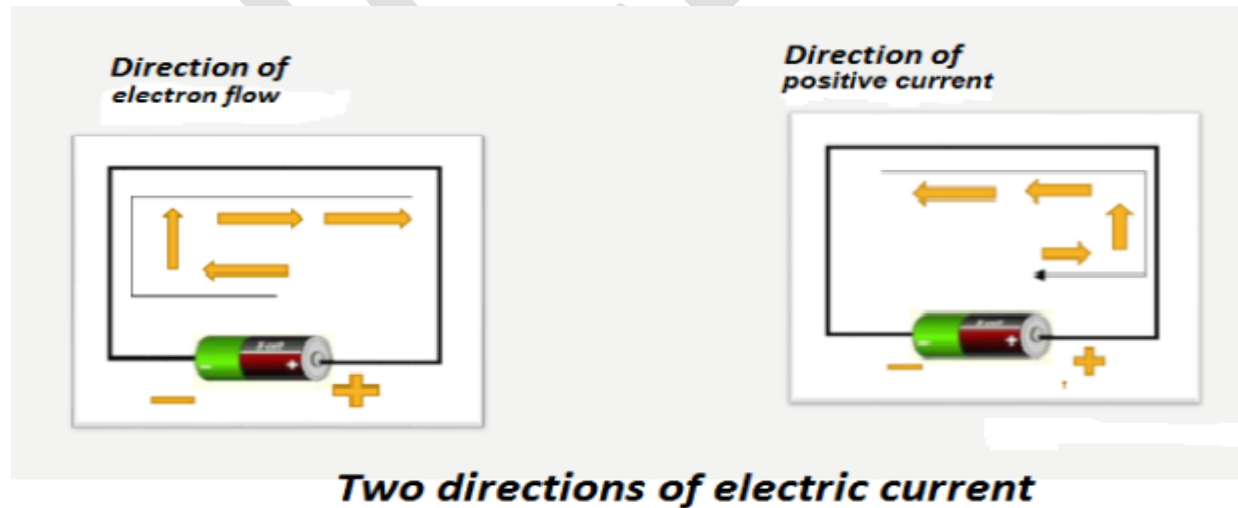 Direction of
electron flow
Direction of
positive current
Two directions of electric current